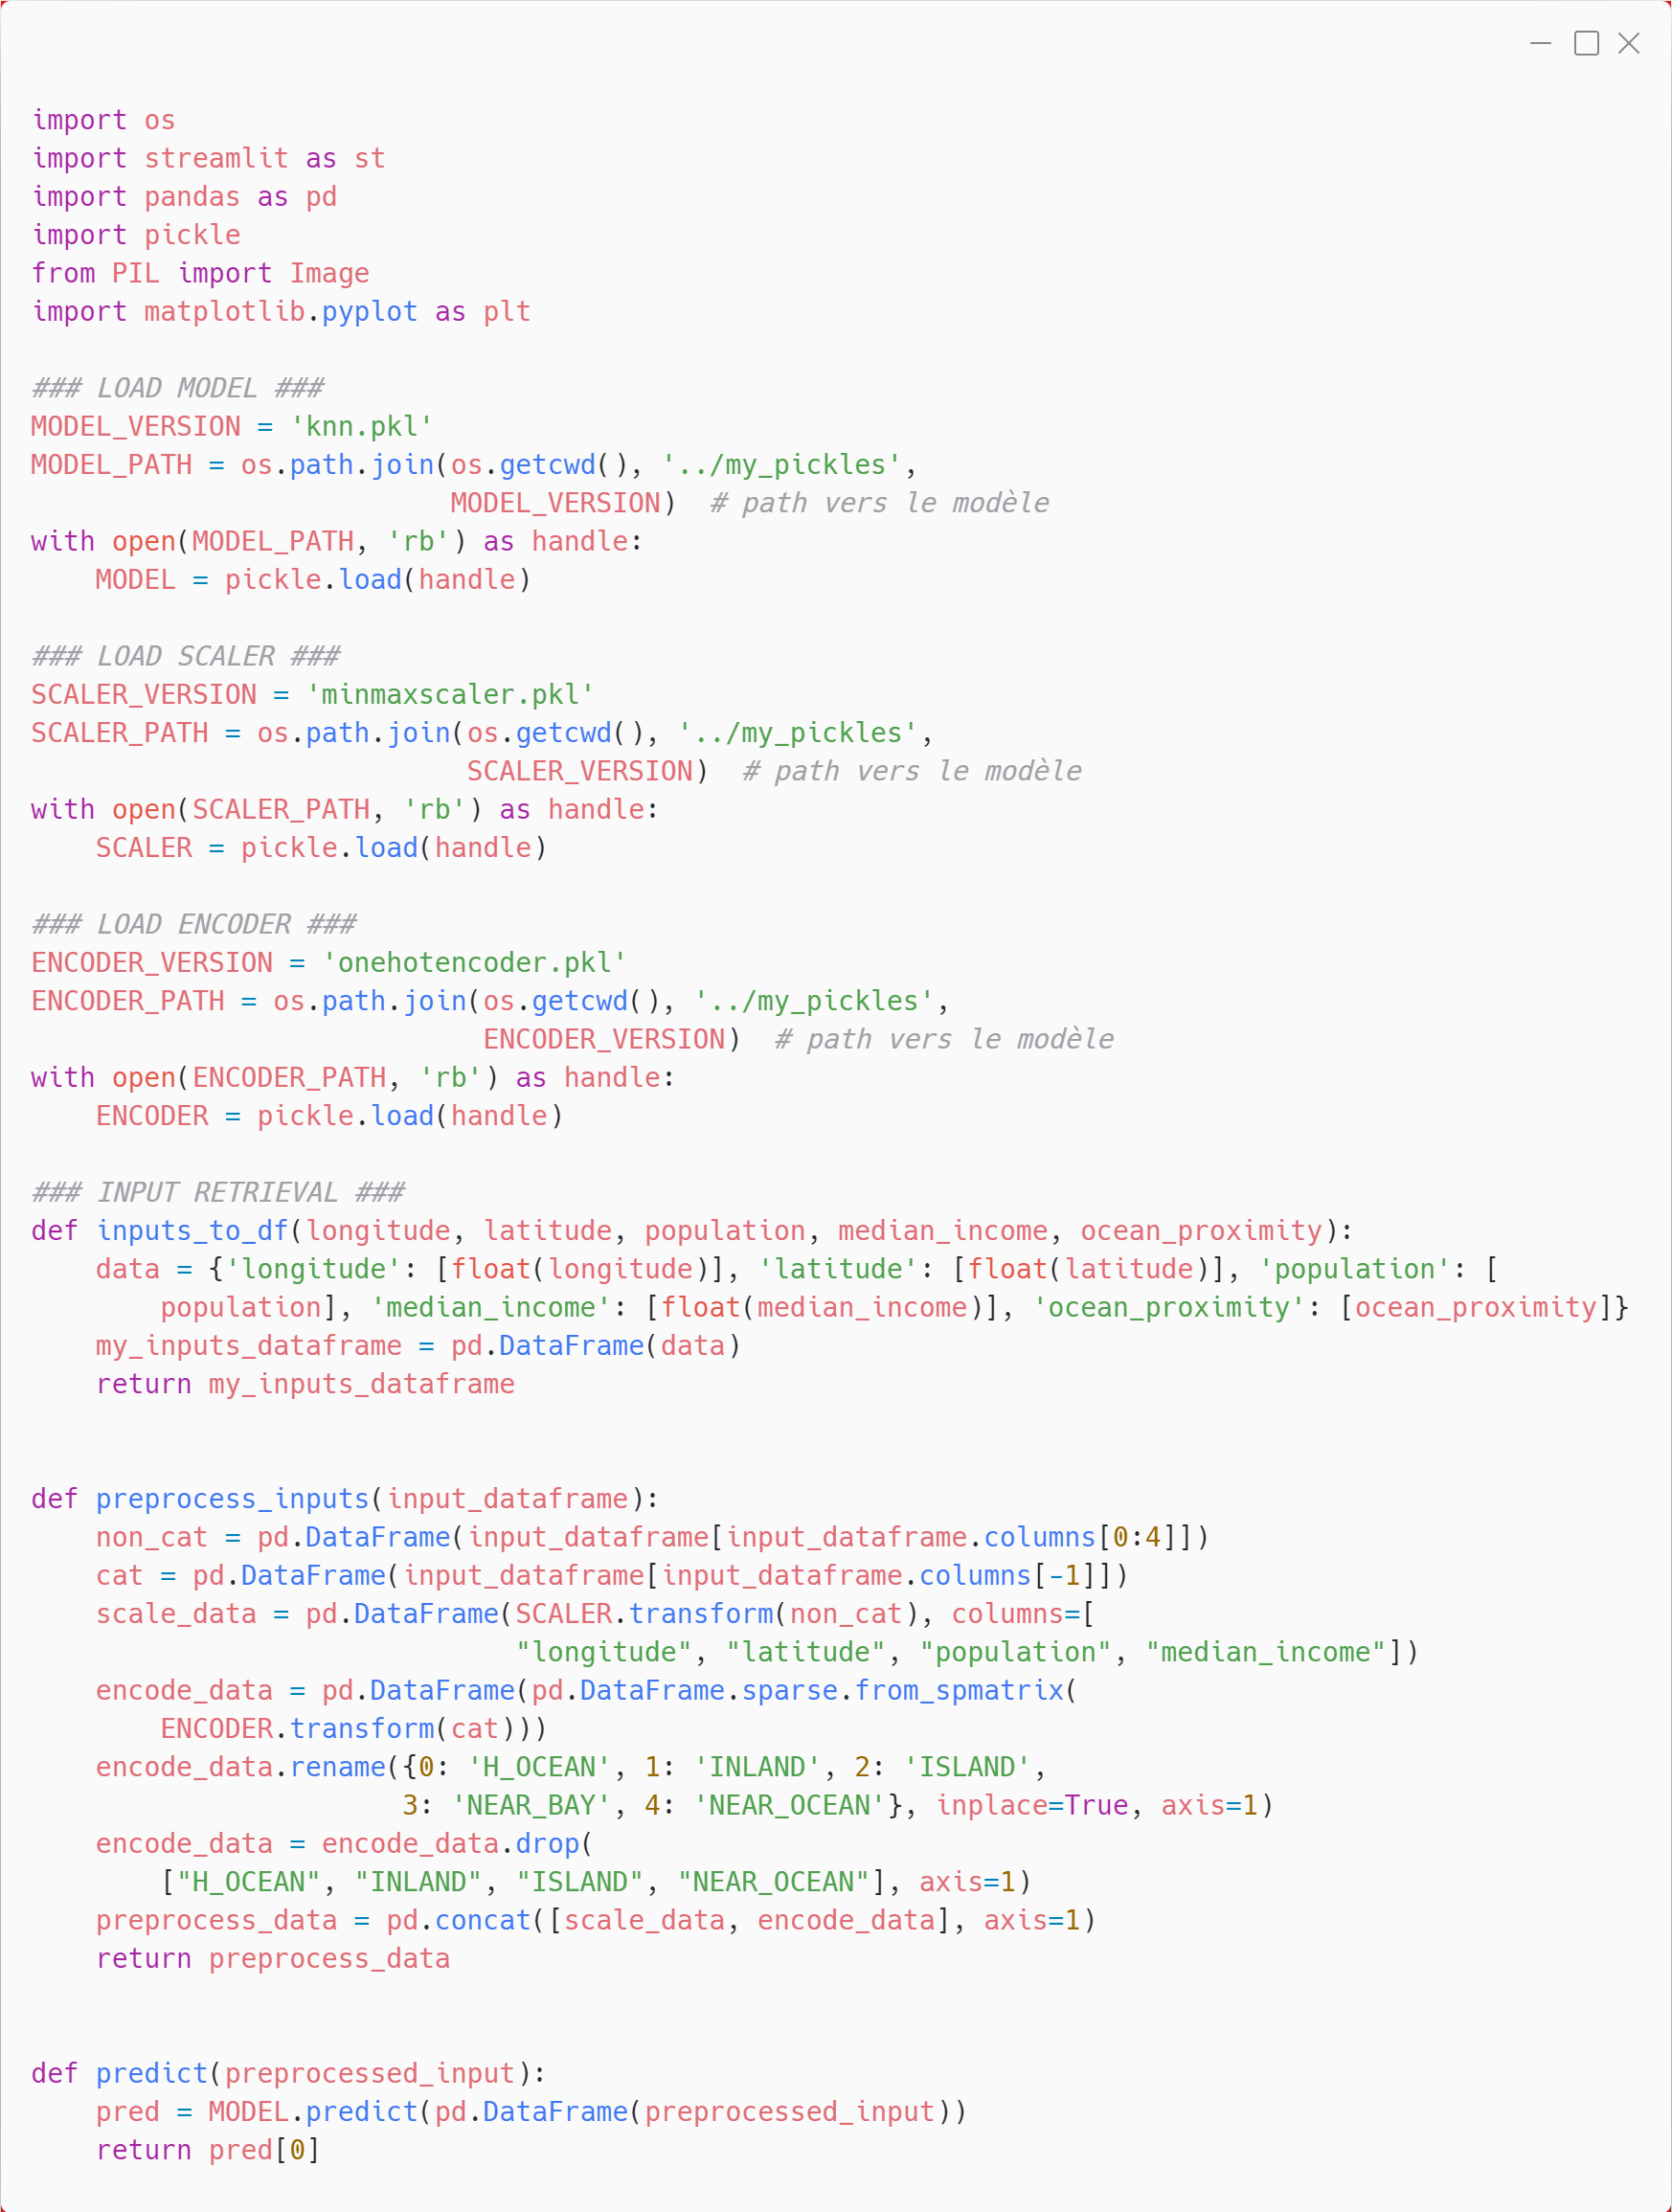 import os
import streamlit as st
import pandas as pd
import pickle
from PIL import Image
import matplotlib.pyplot as plt

### LOAD MODEL ###
MODEL_VERSION = 'knn.pkl'
MODEL_PATH = os.path.join(os.getcwd(), '../my_pickles',
                          MODEL_VERSION)  # path vers le modèle
with open(MODEL_PATH, 'rb') as handle:
    MODEL = pickle.load(handle)

### LOAD SCALER ###
SCALER_VERSION = 'minmaxscaler.pkl'
SCALER_PATH = os.path.join(os.getcwd(), '../my_pickles',
                           SCALER_VERSION)  # path vers le modèle
with open(SCALER_PATH, 'rb') as handle:
    SCALER = pickle.load(handle)

### LOAD ENCODER ###
ENCODER_VERSION = 'onehotencoder.pkl'
ENCODER_PATH = os.path.join(os.getcwd(), '../my_pickles',
                            ENCODER_VERSION)  # path vers le modèle
with open(ENCODER_PATH, 'rb') as handle:
    ENCODER = pickle.load(handle)

### INPUT RETRIEVAL ###
def inputs_to_df(longitude, latitude, population, median_income, ocean_proximity):
    data = {'longitude': [float(longitude)], 'latitude': [float(latitude)], 'population': [
        population], 'median_income': [float(median_income)], 'ocean_proximity': [ocean_proximity]}
    my_inputs_dataframe = pd.DataFrame(data)
    return my_inputs_dataframe


def preprocess_inputs(input_dataframe):
    non_cat = pd.DataFrame(input_dataframe[input_dataframe.columns[0:4]])
    cat = pd.DataFrame(input_dataframe[input_dataframe.columns[-1]])
    scale_data = pd.DataFrame(SCALER.transform(non_cat), columns=[
                              "longitude", "latitude", "population", "median_income"])
    encode_data = pd.DataFrame(pd.DataFrame.sparse.from_spmatrix(
        ENCODER.transform(cat)))
    encode_data.rename({0: 'H_OCEAN', 1: 'INLAND', 2: 'ISLAND',
                       3: 'NEAR_BAY', 4: 'NEAR_OCEAN'}, inplace=True, axis=1)
    encode_data = encode_data.drop(
        ["H_OCEAN", "INLAND", "ISLAND", "NEAR_OCEAN"], axis=1)
    preprocess_data = pd.concat([scale_data, encode_data], axis=1)
    return preprocess_data


def predict(preprocessed_input):
    pred = MODEL.predict(pd.DataFrame(preprocessed_input))
    return pred[0]